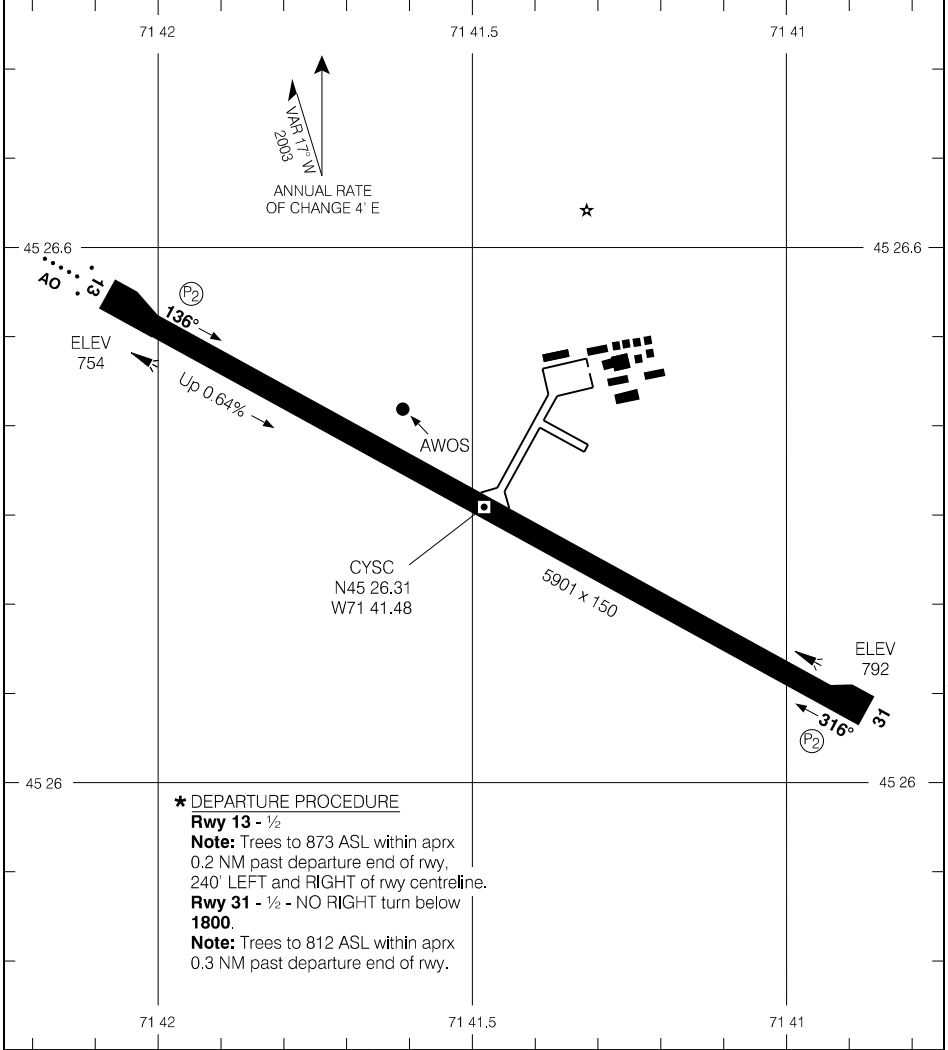 71 42
71 41.5
71 41
VAR 17° W
2003
ANNUAL RATE
OF CHANGE 4' E
45 26.6
45 26.6
AO
13
P2
136°
ELEV
754
Up 0.64%
AWOS
CYSC
N45 26.31
W71 41.48
5901 x 150
ELEV
792
31
316°
P2
45 26
45 26
* DEPARTURE PROCEDURE
Rwy 13 - ½
Note: Trees to 873 ASL within aprx
0.2 NM past departure end of rwy,
240' LEFT and RIGHT of rwy centreline.
Rwy 31 - ½ - NO RIGHT turn below
1800.
Note: Trees to 812 ASL within aprx
0.3 NM past departure end of rwy.
71 42
71 41.5
71 41